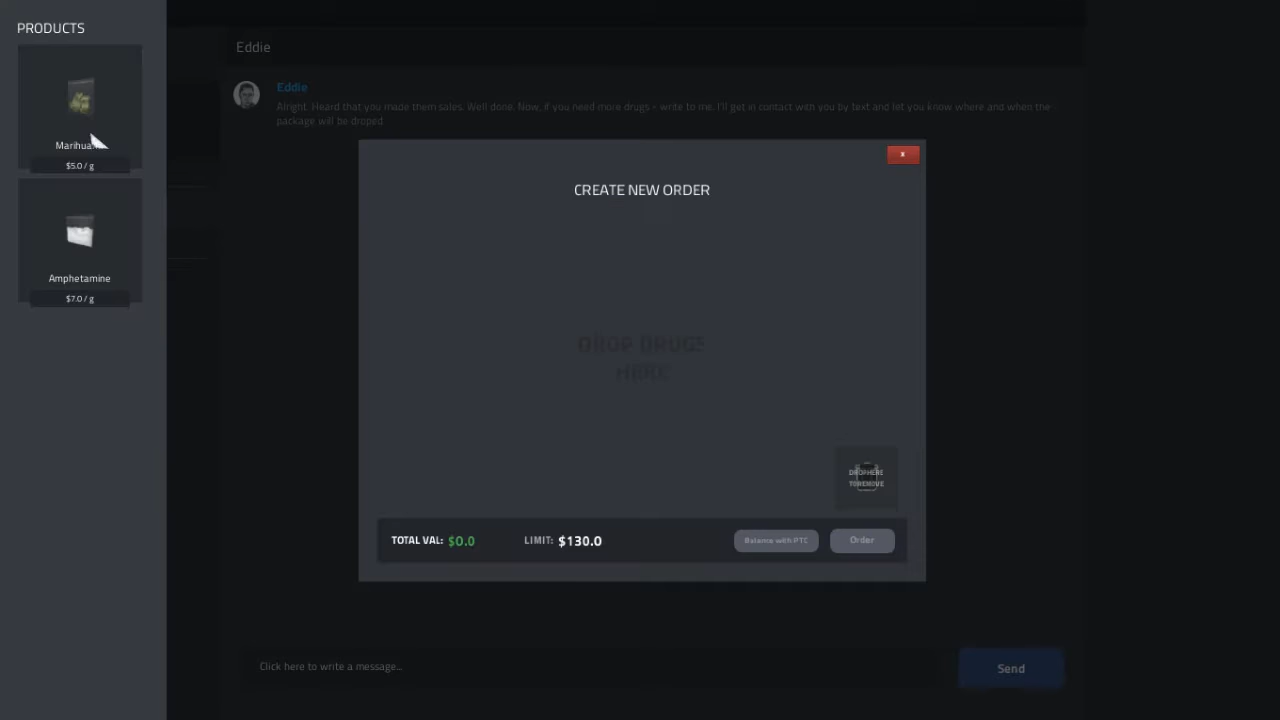 PRODUCTS
$5.0 / g
Amphetamine
$7.0 / g
Eddie
Eddie
Alright. Heard that you made them sales. Well done. Now, if you need more drugs - write to me. I'll get in contact with you by text and let you know where and when the
package will be droped
x
CREATE NEW ORDER
DROP DRUGS
HERE
DROP HERE
TO REMOVE
TOTAL VAL: $0.0
LIMIT: $130.0
Balance with PTC
Order
Click here to write a message...
Send